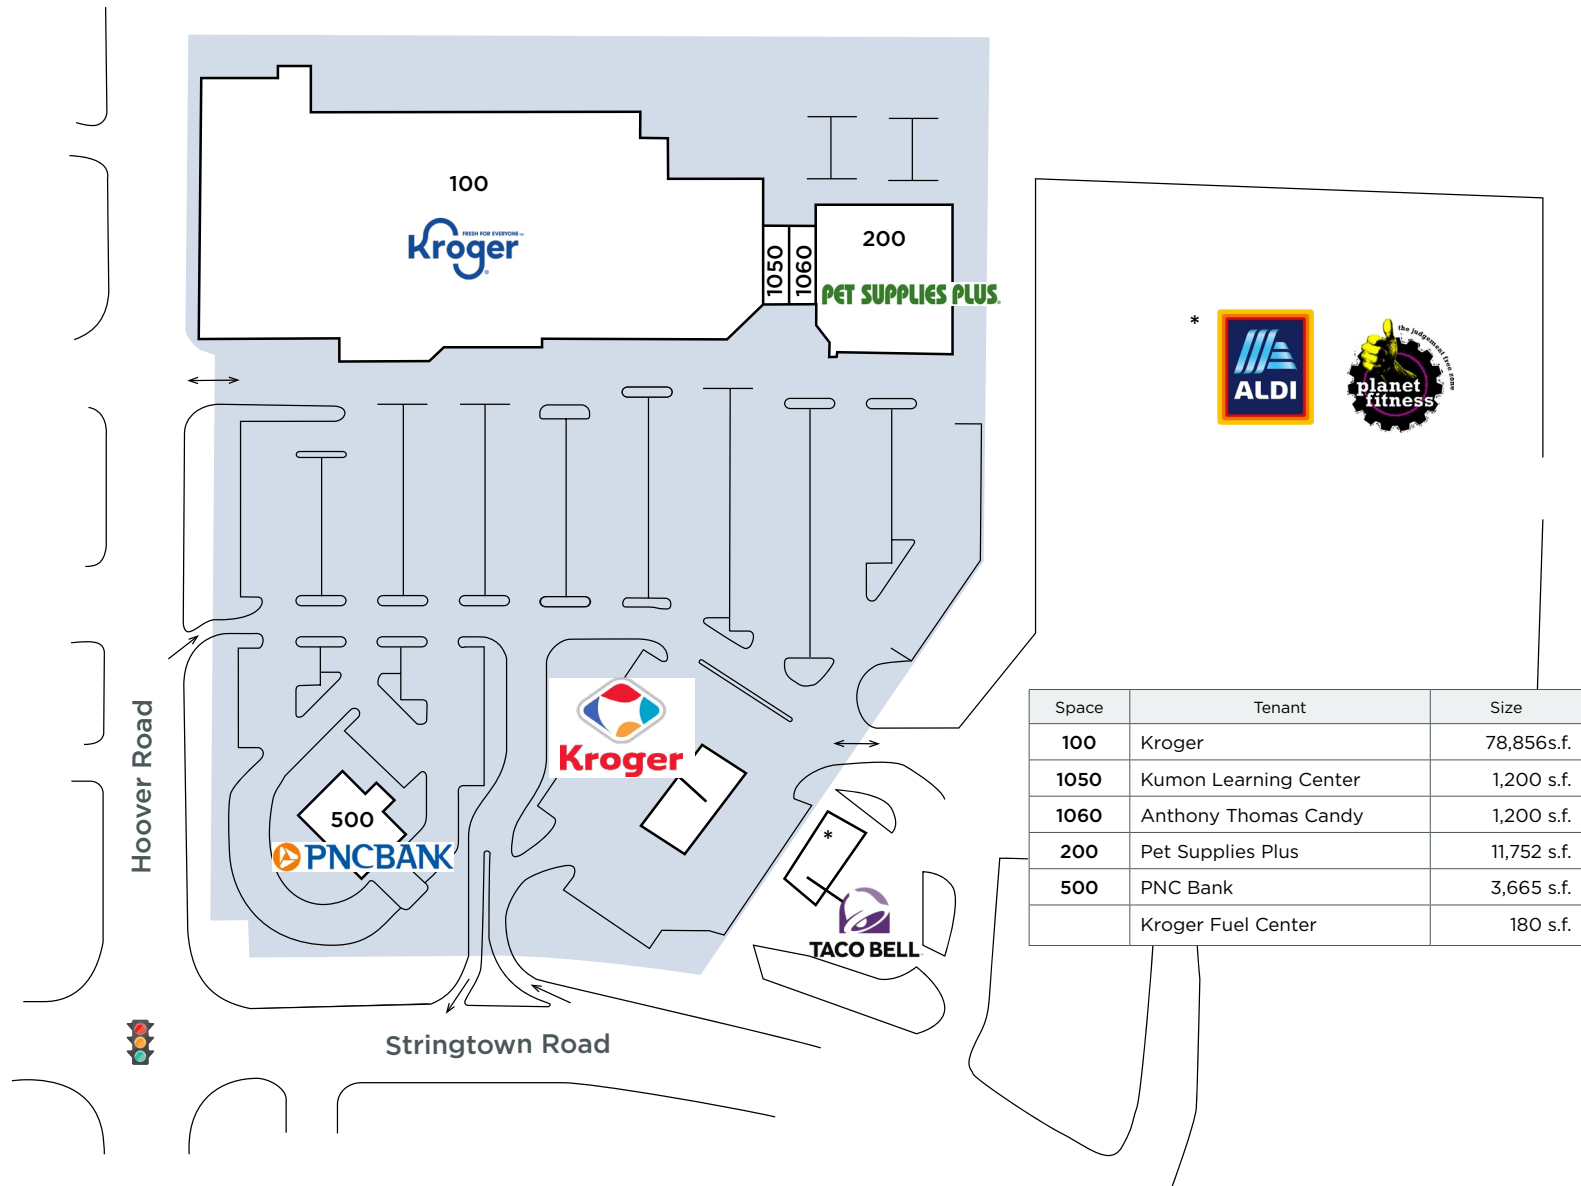 100
FRESH FOR EVERYONE™
Kroger
1050
1060
200
PET SUPPLIES PLUS.
*
ALDI
the judgement free zone
planet
fitness
Hoover Road
Kroger
500
PNCBANK
*
TACO BELL
Stringtown Road
Space Tenant Size
100 Kroger 78,856s.f.
1050 Kumon Learning Center 1,200 s.f.
1060 Anthony Thomas Candy 1,200 s.f.
200 Pet Supplies Plus 11,752 s.f.
500 PNC Bank 3,665 s.f.
Kroger Fuel Center 180 s.f.